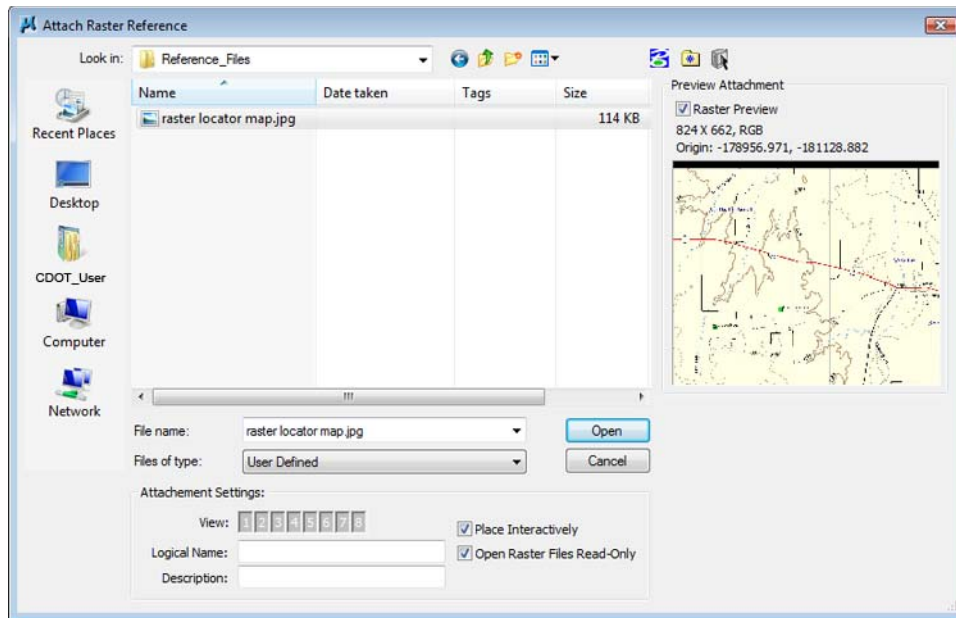 Attach Raster Reference
Look in: Reference_Files
Recent Places
Desktop
CDOT_User
Computer
Network
Name Date taken Tags Size
raster locator map.jpg 114 KB
File name: raster locator map.jpg Open
Files of type: User Defined Cancel
Attachement Settings:
View: 1 2 3 4 5 6 7 8
Logical Name:
Description:
Place Interactively
Open Raster Files Read-Only
Preview Attachment
Raster Preview
824 X 662, RGB
Origin: -178956.971, -181128.882